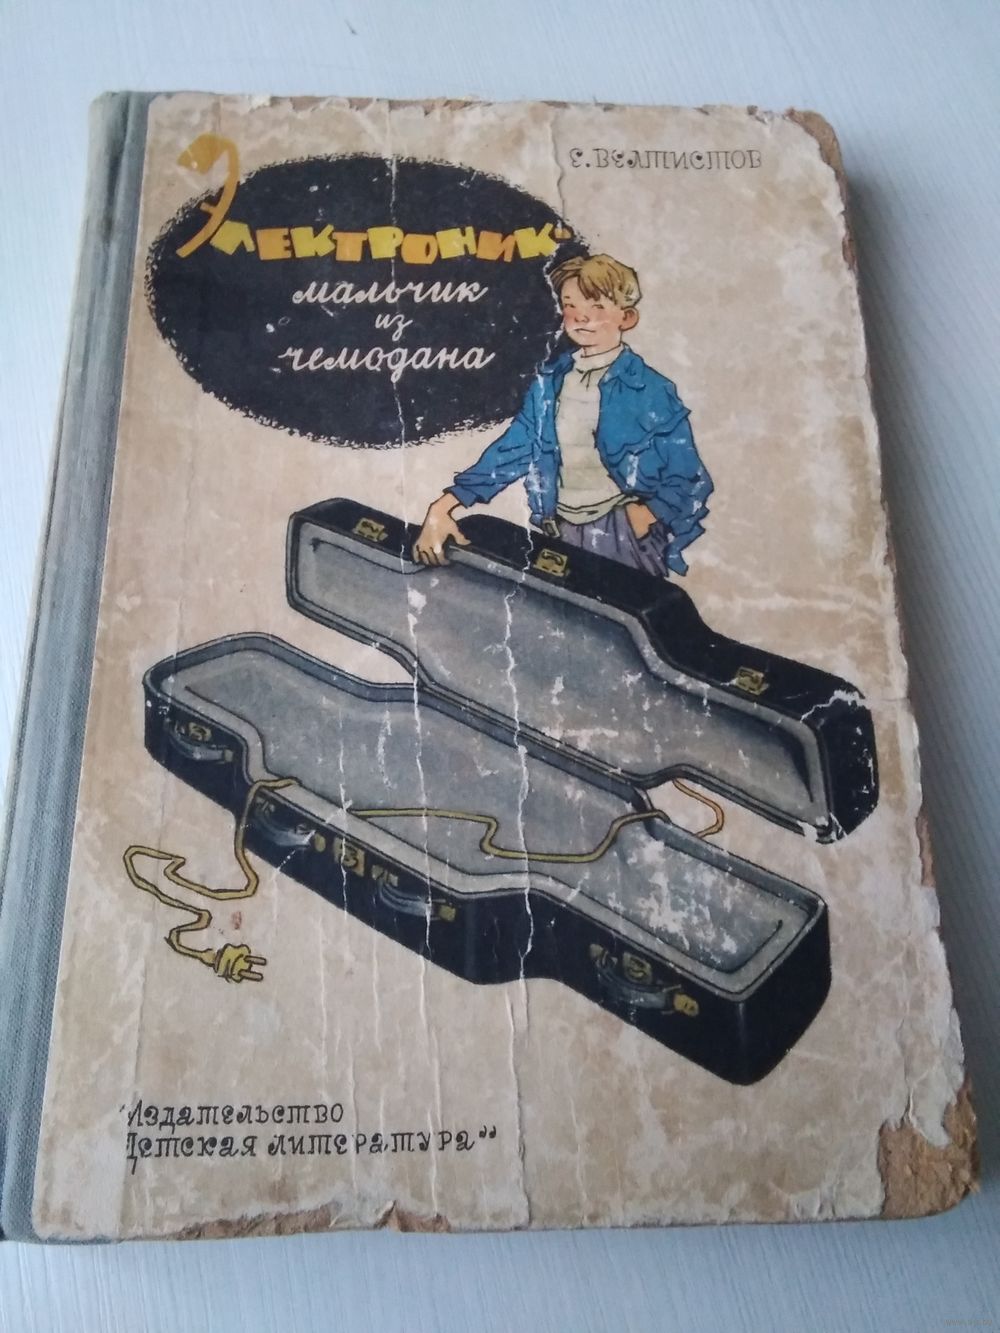 Е. ВЕЛТИСТОВ
ЭЛЕКТРОНИК
мальчик
из
чемодана
"Издательство
Детская литература"